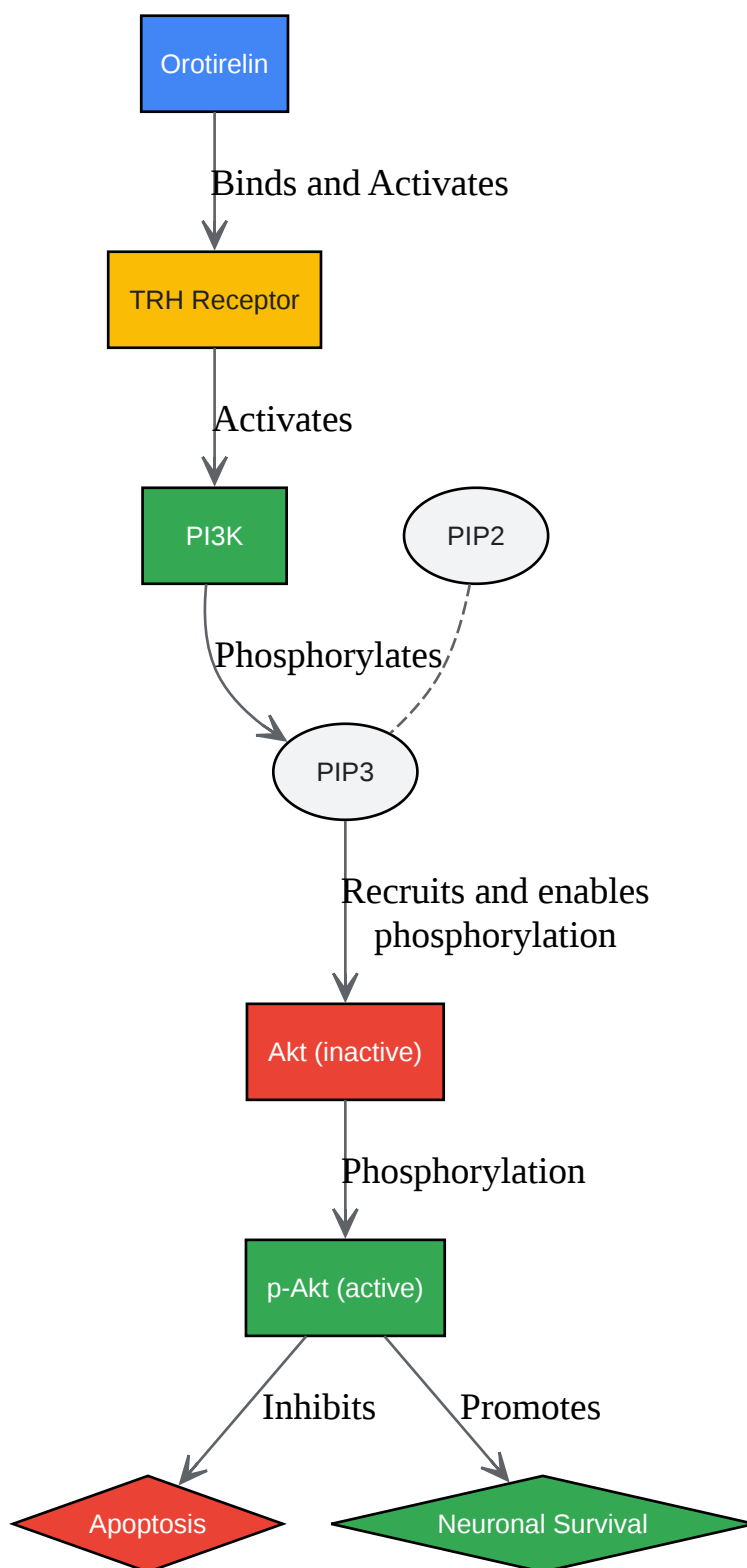 Orotirelin
Binds and Activates
TRH Receptor
Activates
PI3K
PIP2
Phosphorylates
PIP3
Recruits and enables
phosphorylation
Akt (inactive)
Phosphorylation
p-Akt (active)
Inhibits
Promotes
Apoptosis
Neuronal Survival